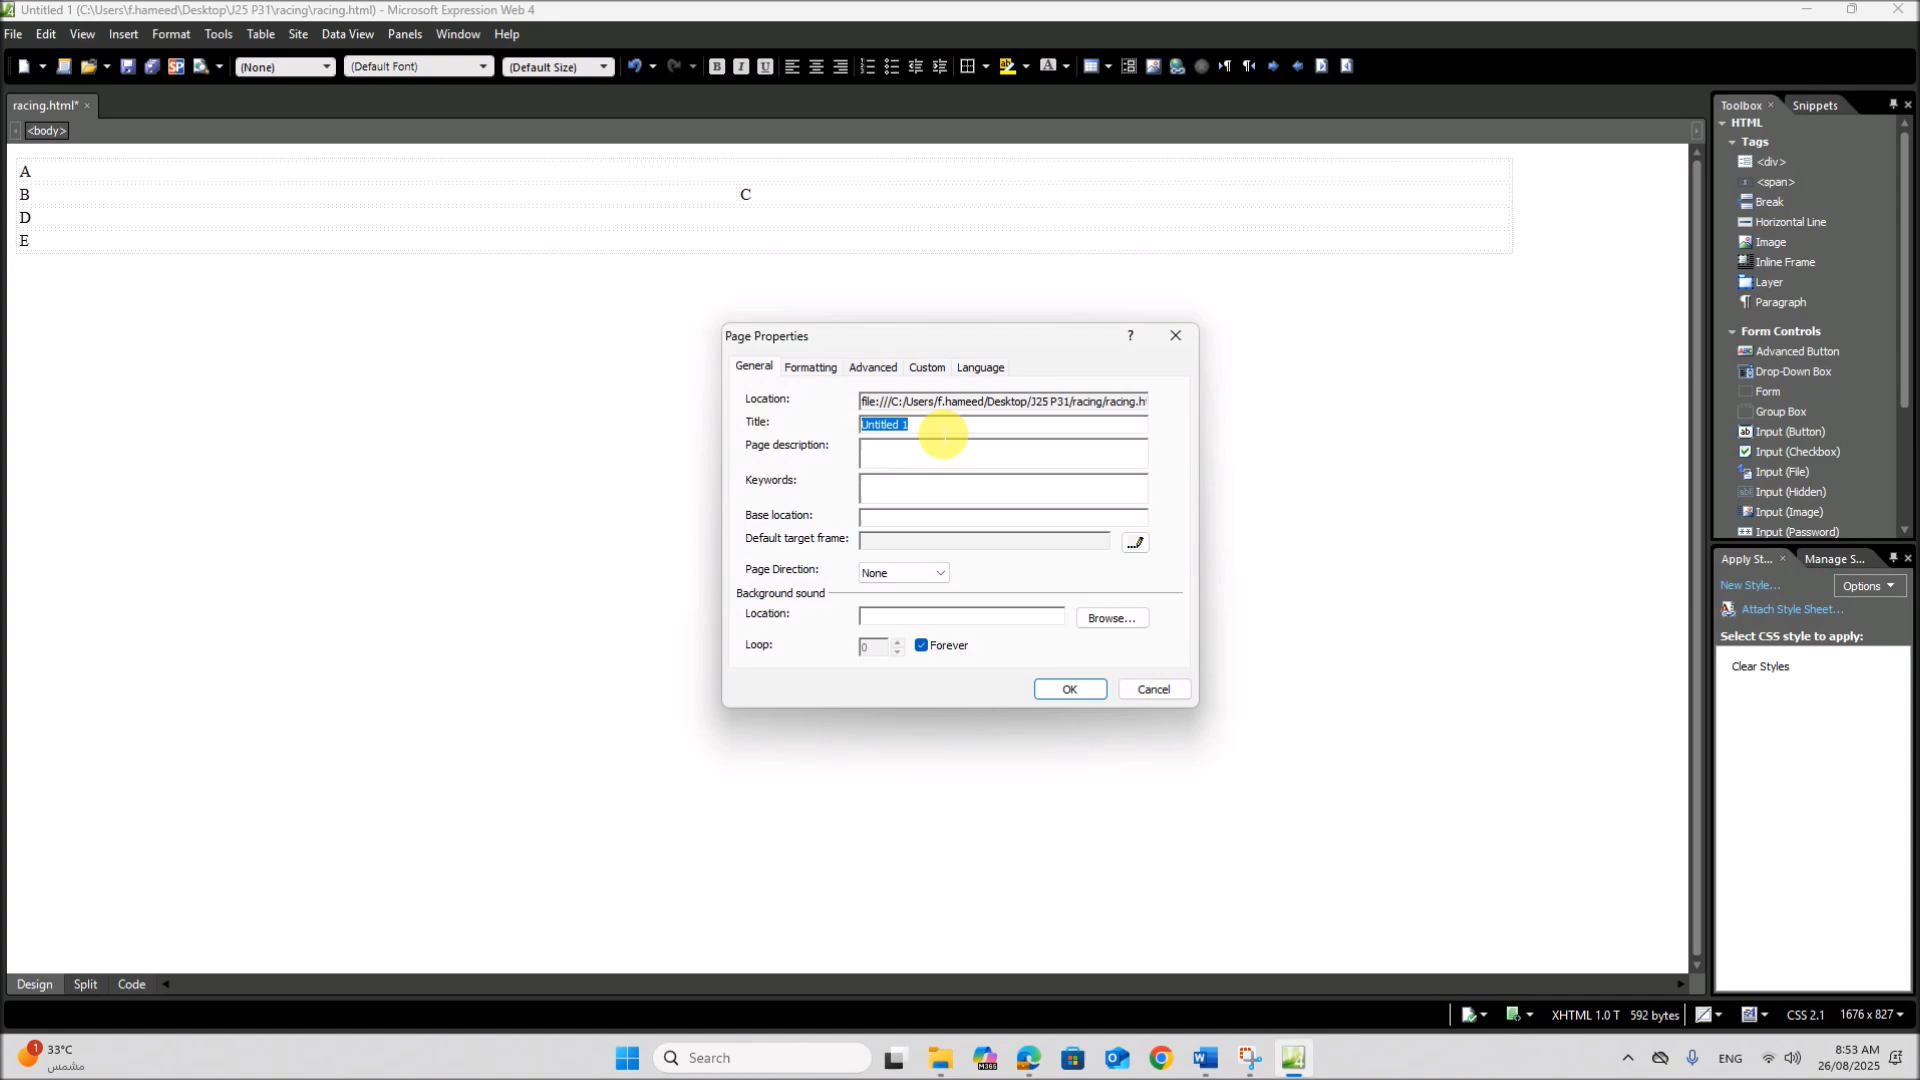 Untitled 1 (C:\Users\f.hameed\Desktop\J25 P31\racing\racing.html) - Microsoft Expression Web 4
File Edit View Insert Format Tools Table Site Data View Panels Window Help
(None) (Default Font) (Default Size)
racing.html*
<body>
A
B C
D
E
Page Properties
General Formatting Advanced Custom Language
Location: file:///C:/Users/f.hameed/Desktop/J25 P31/racing/racing.h
Title: Untitled 1
Page description:
Keywords:
Base location:
Default target frame:
Page Direction: None
Background sound
Location: Browse...
Loop: 0 Forever
OK Cancel
Toolbox Snippets
HTML
Tags
<div>
<span>
Break
Horizontal Line
Image
Inline Frame
Layer
Paragraph
Form Controls
Advanced Button
Drop-Down Box
Form
Group Box
Input (Button)
Input (Checkbox)
Input (File)
Input (Hidden)
Input (Image)
Input (Password)
Apply St... Manage S...
New Style... Options
Attach Style Sheet...
Select CSS style to apply:
Clear Styles
Design Split Code
XHTML 1.0 T 592 bytes CSS 2.1 1676 x 827
1 33°C
مشمس
Search
ENG
8:53 AM
26/08/2025